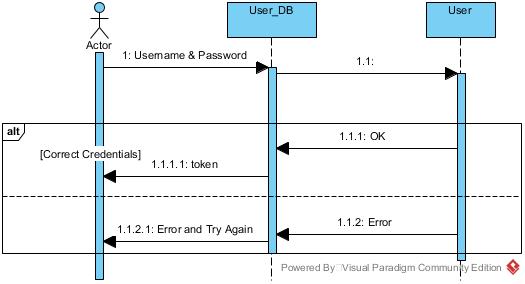 User_DB
User
Actor
1: Username & Password
1.1:
alt
1.1.1: OK
[Correct Credentials]
1.1.1.1: token
1.1.2: Error
1.1.2.1: Error and Try Again
Powered By Visual Paradigm Community Edition